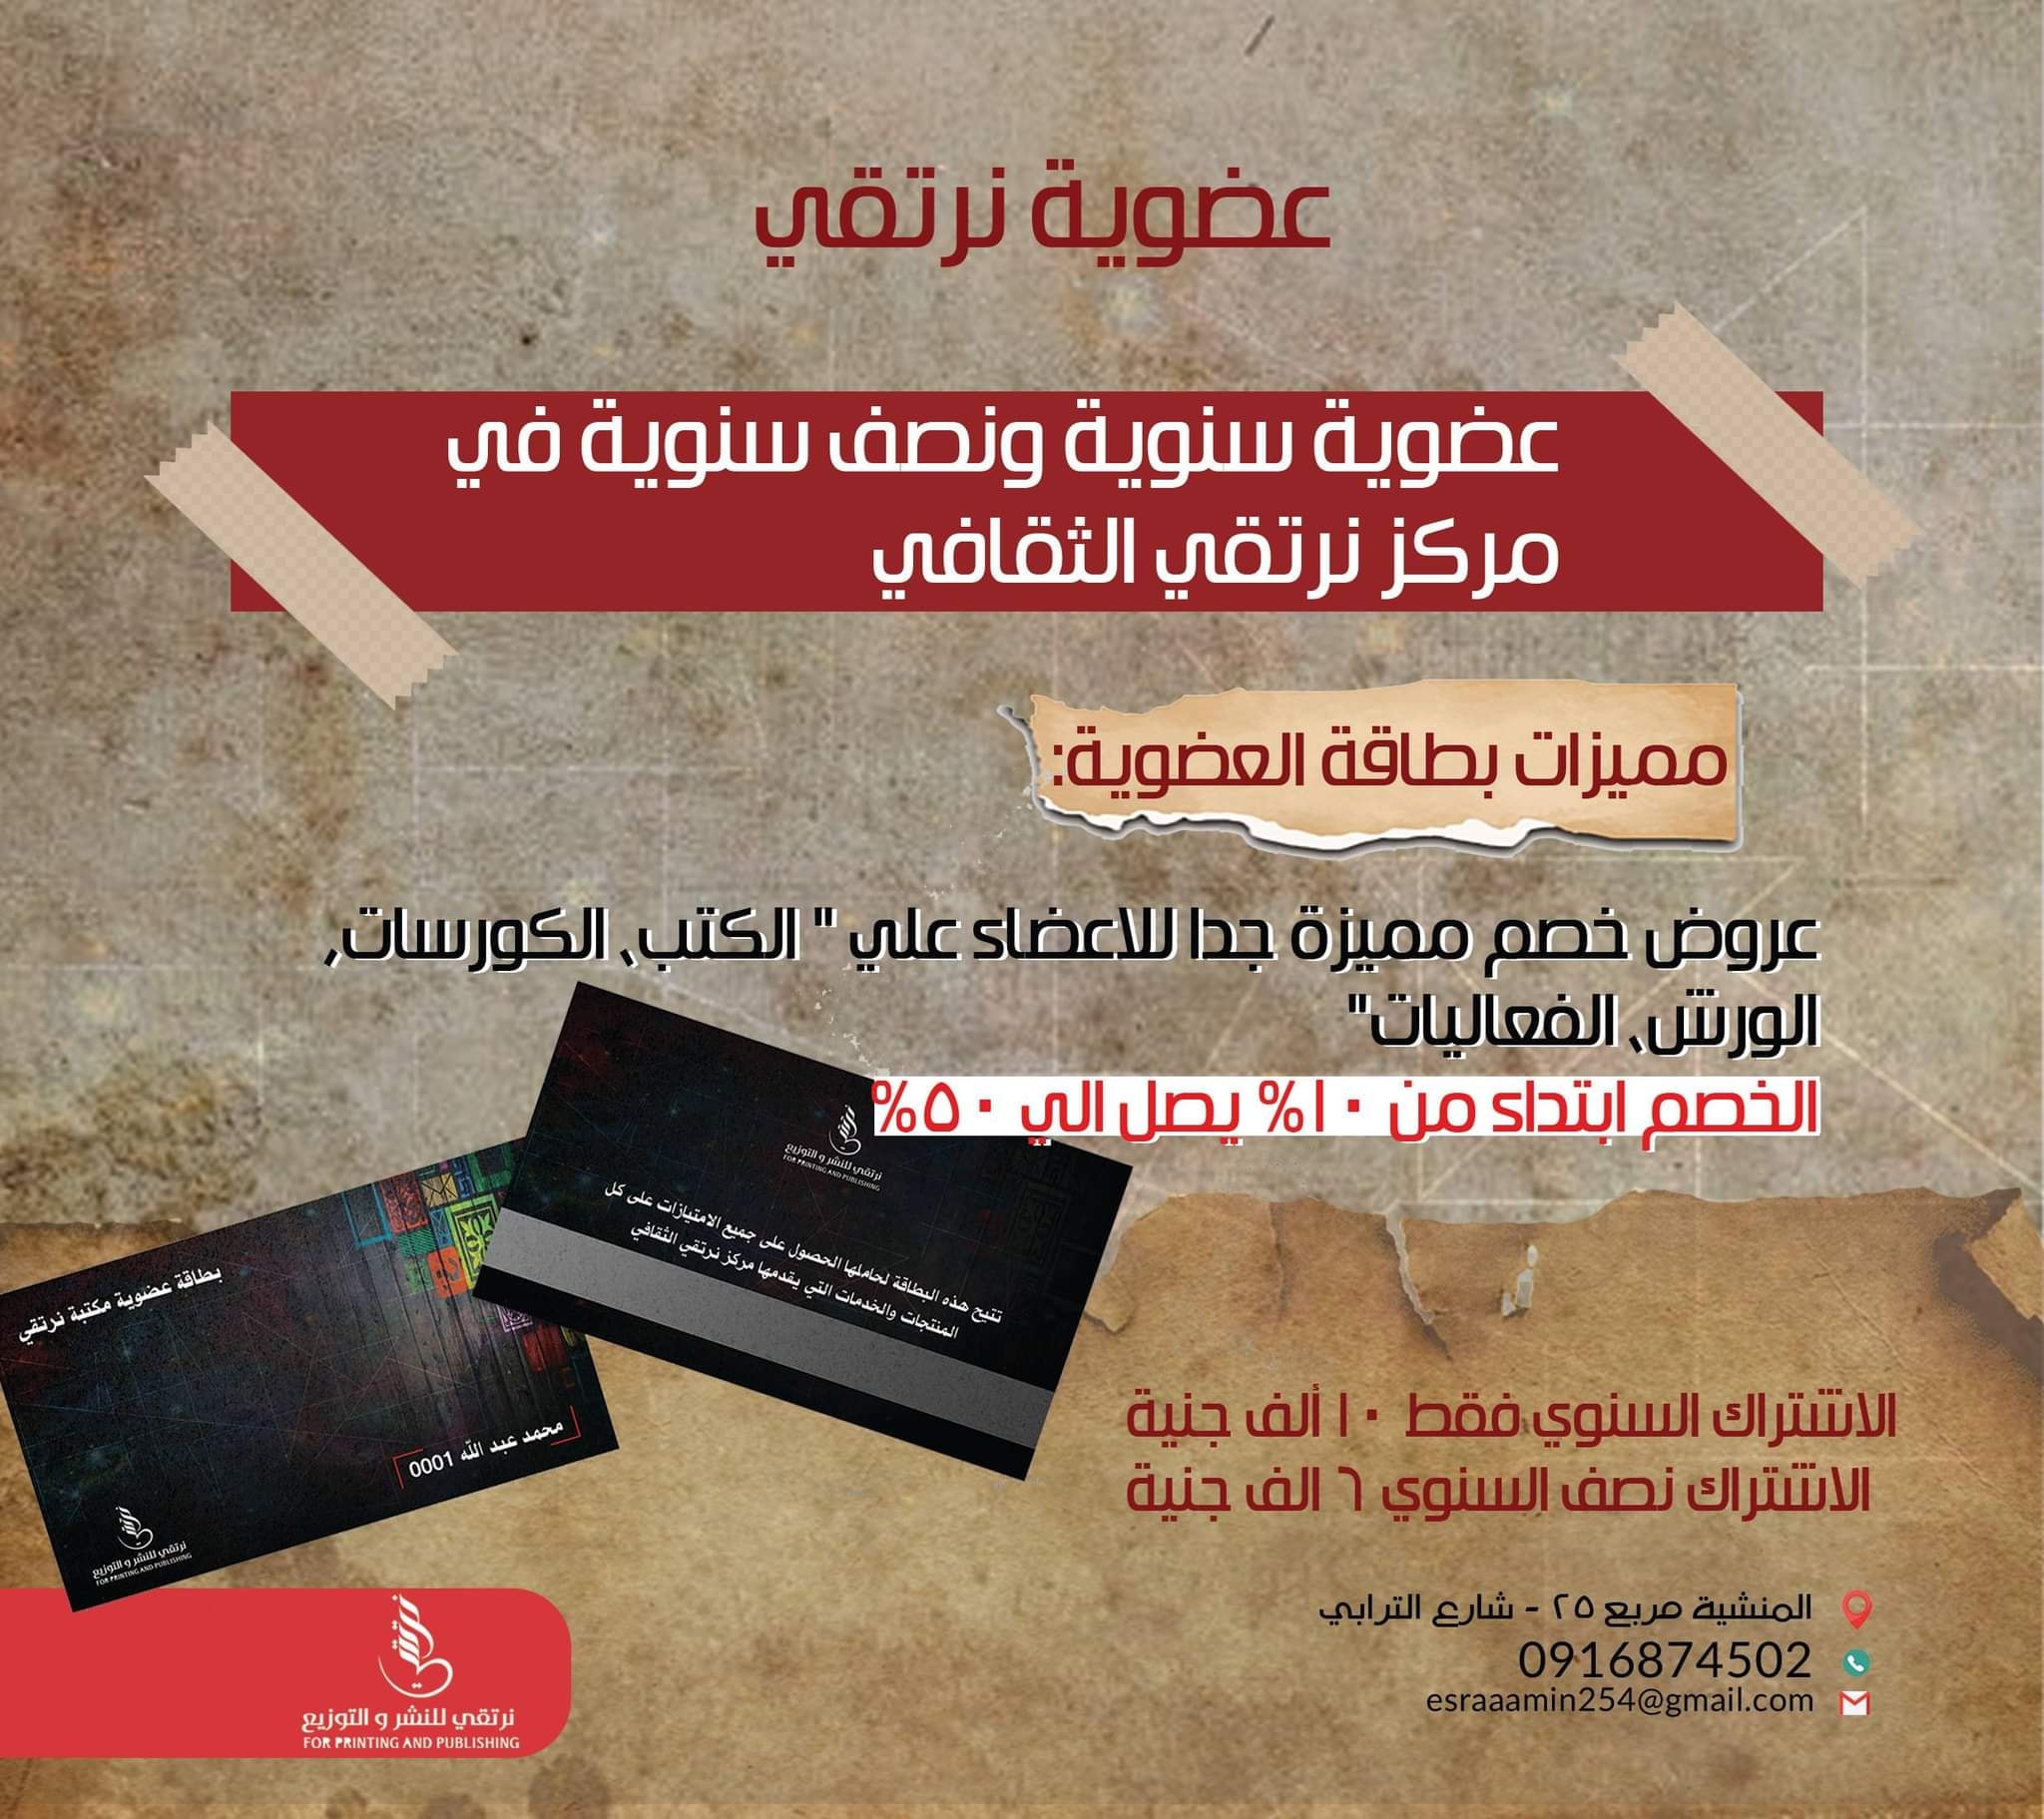 عضوية نرتقي
عضوية سنوية ونصف سنوية في
مركز نرتقي الثقافي
مميزات بطاقة العضوية:
عروض خصم مميزة جدا للاعضاء علي " الكتب، الكورسات,
الورش، الفعاليات"
الخصم ابتداء من ١٠% يصل الي ٥٠%
نرتقي للنشر و التوزيع
FOR PRINTING AND PUBLISHING
تتيح هذه البطاقة لحاملها الحصول على جميع الامتيازات على كل
المنتجات والخدمات التي يقدمها مركز نرتقي الثقافي
بطاقة عضوية مكتبة نرتقي
محمد عبد الله 0001
نرتقي للنشر و التوزيع
FOR PRINTING AND PUBLISHING
الاشتراك السنوي فقط ١٠ ألف جنية
الاشتراك نصف السنوي ٦ الف جنية
المنشية مربع ٢٥ - شارع الترابي
0916874502
esraaamin254@gmail.com
نرتقي للنشر و التوزيع
FOR PRINTING AND PUBLISHING